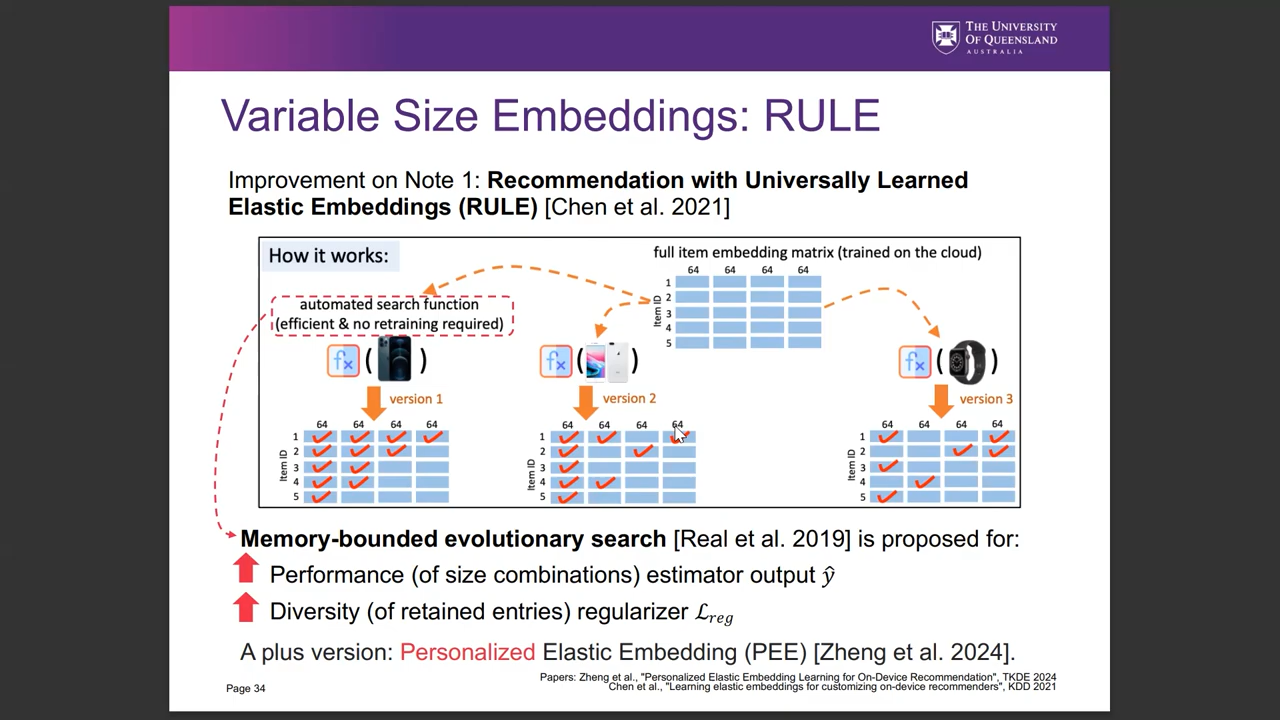 THE UNIVERSITY
OF QUEENSLAND
AUSTRALIA
Variable Size Embeddings: RULE
Improvement on Note 1: Recommendation with Universally Learned
Elastic Embeddings (RULE) [Chen et al. 2021]
How it works:
full item embedding matrix (trained on the cloud)
64 64 64 64
Item ID
1
2
3
4
5
automated search function
(efficient & no retraining required)
fx ( )
version 1
64 64 64 64
Item ID
1
2
3
4
5
fx ( )
version 2
64 64 64 64
Item ID
1
2
3
4
5
fx ( )
version 3
64 64 64 64
Item ID
1
2
3
4
5
Memory-bounded evolutionary search [Real et al. 2019] is proposed for:
Performance (of size combinations) estimator output ŷ
Diversity (of retained entries) regularizer ℒreg
A plus version: Personalized Elastic Embedding (PEE) [Zheng et al. 2024].
Papers: Zheng et al., "Personalized Elastic Embedding Learning for On-Device Recommendation", TKDE 2024
Chen et al., "Learning elastic embeddings for customizing on-device recommenders", KDD 2021
Page 34